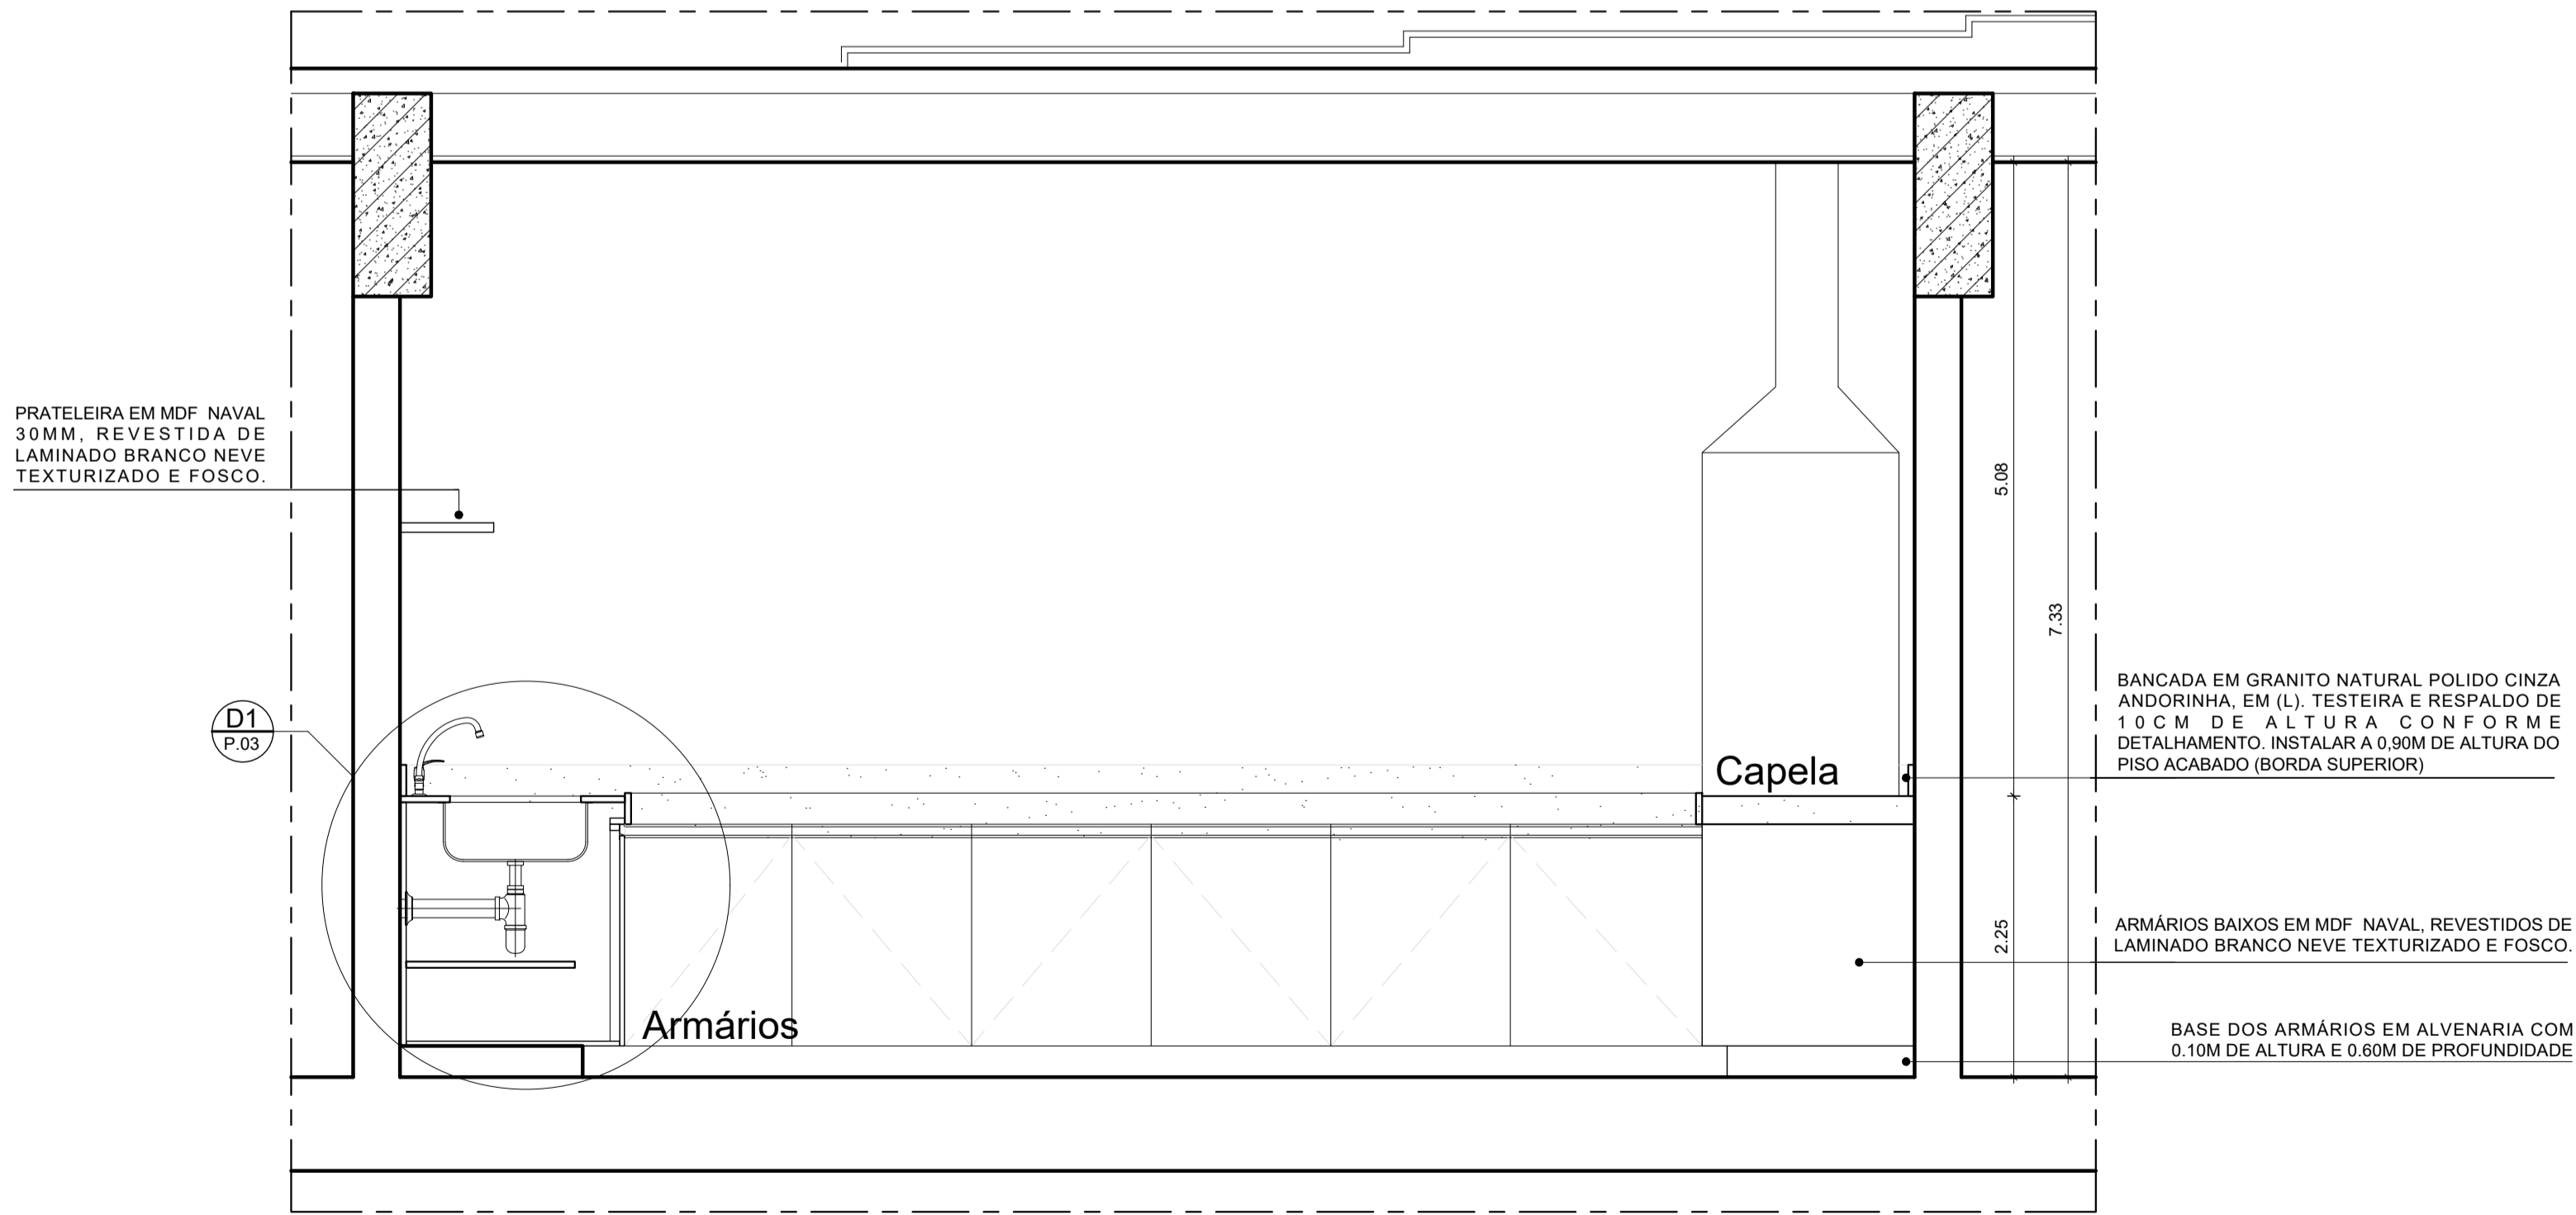 PRATELEIRA EM MDF NAVAL
30MM, REVESTIDA DE
LAMINADO BRANCO NEVE
TEXTURIZADO E FOSCO.
D1
P.03
Capela
Armários
5.08
7.33
2.25
BANCADA EM GRANITO NATURAL POLIDO CINZA
ANDORINHA, EM (L). TESTEIRA E RESPALDO DE
10CM DE ALTURA CONFORME
DETALHAMENTO. INSTALAR A 0,90M DE ALTURA DO
PISO ACABADO (BORDA SUPERIOR)
ARMÁRIOS BAIXOS EM MDF NAVAL, REVESTIDOS DE
LAMINADO BRANCO NEVE TEXTURIZADO E FOSCO.
BASE DOS ARMÁRIOS EM ALVENARIA COM
0.10M DE ALTURA E 0.60M DE PROFUNDIDADE